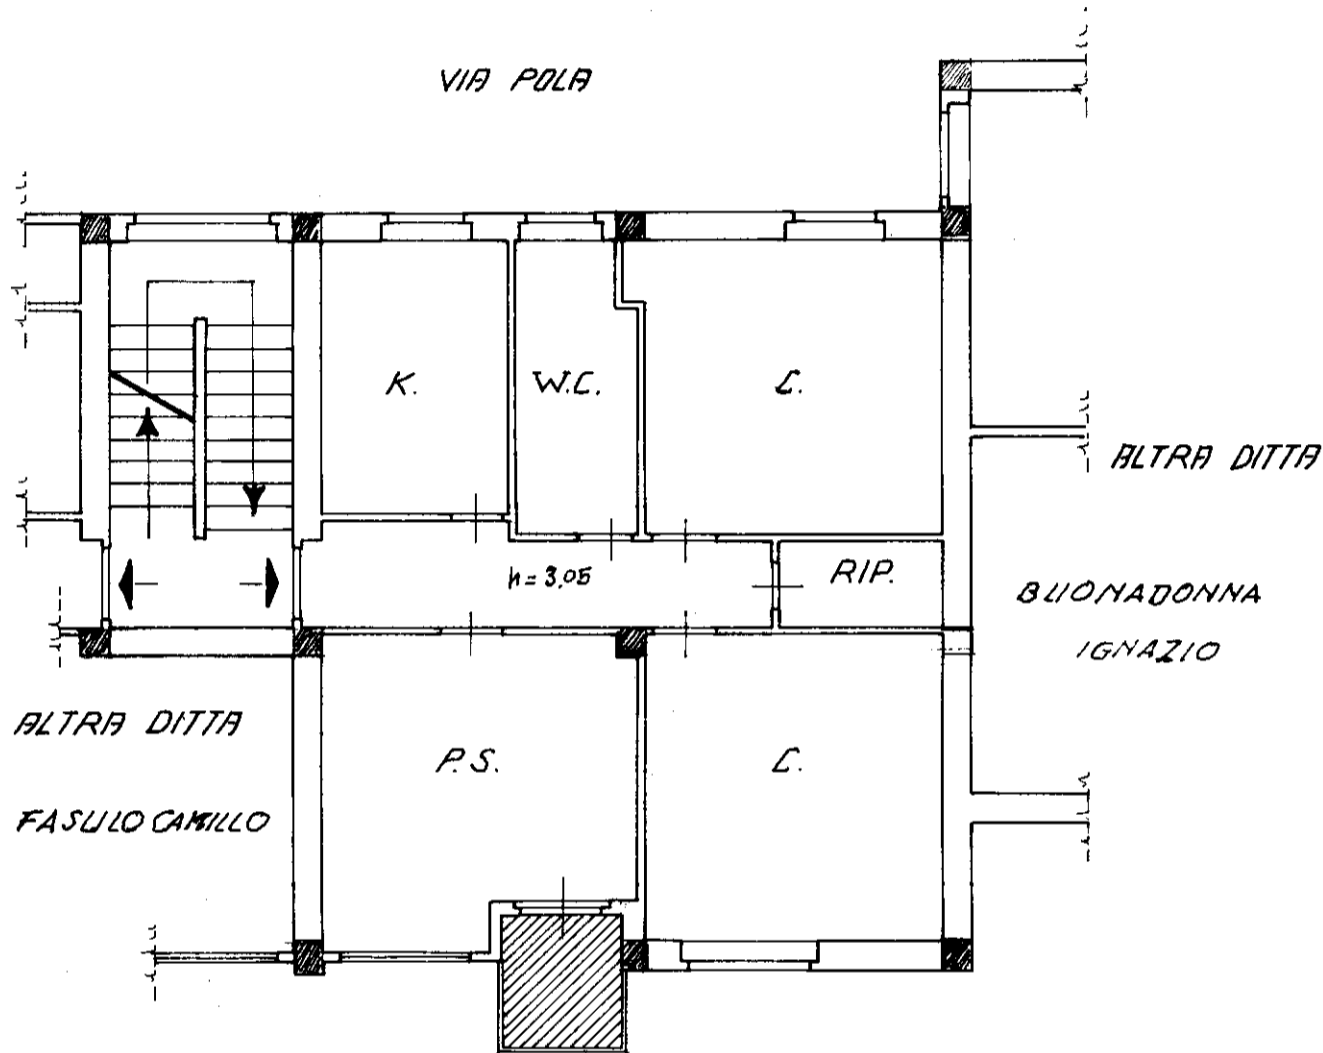 VIA POLA
K.
W.C.
C.
ALTRA DITTA
h=3,05
RIP.
BUONADONNA
IGNAZIO
ALTRA DITTA
P.S.
C.
FASULO CAMILLO